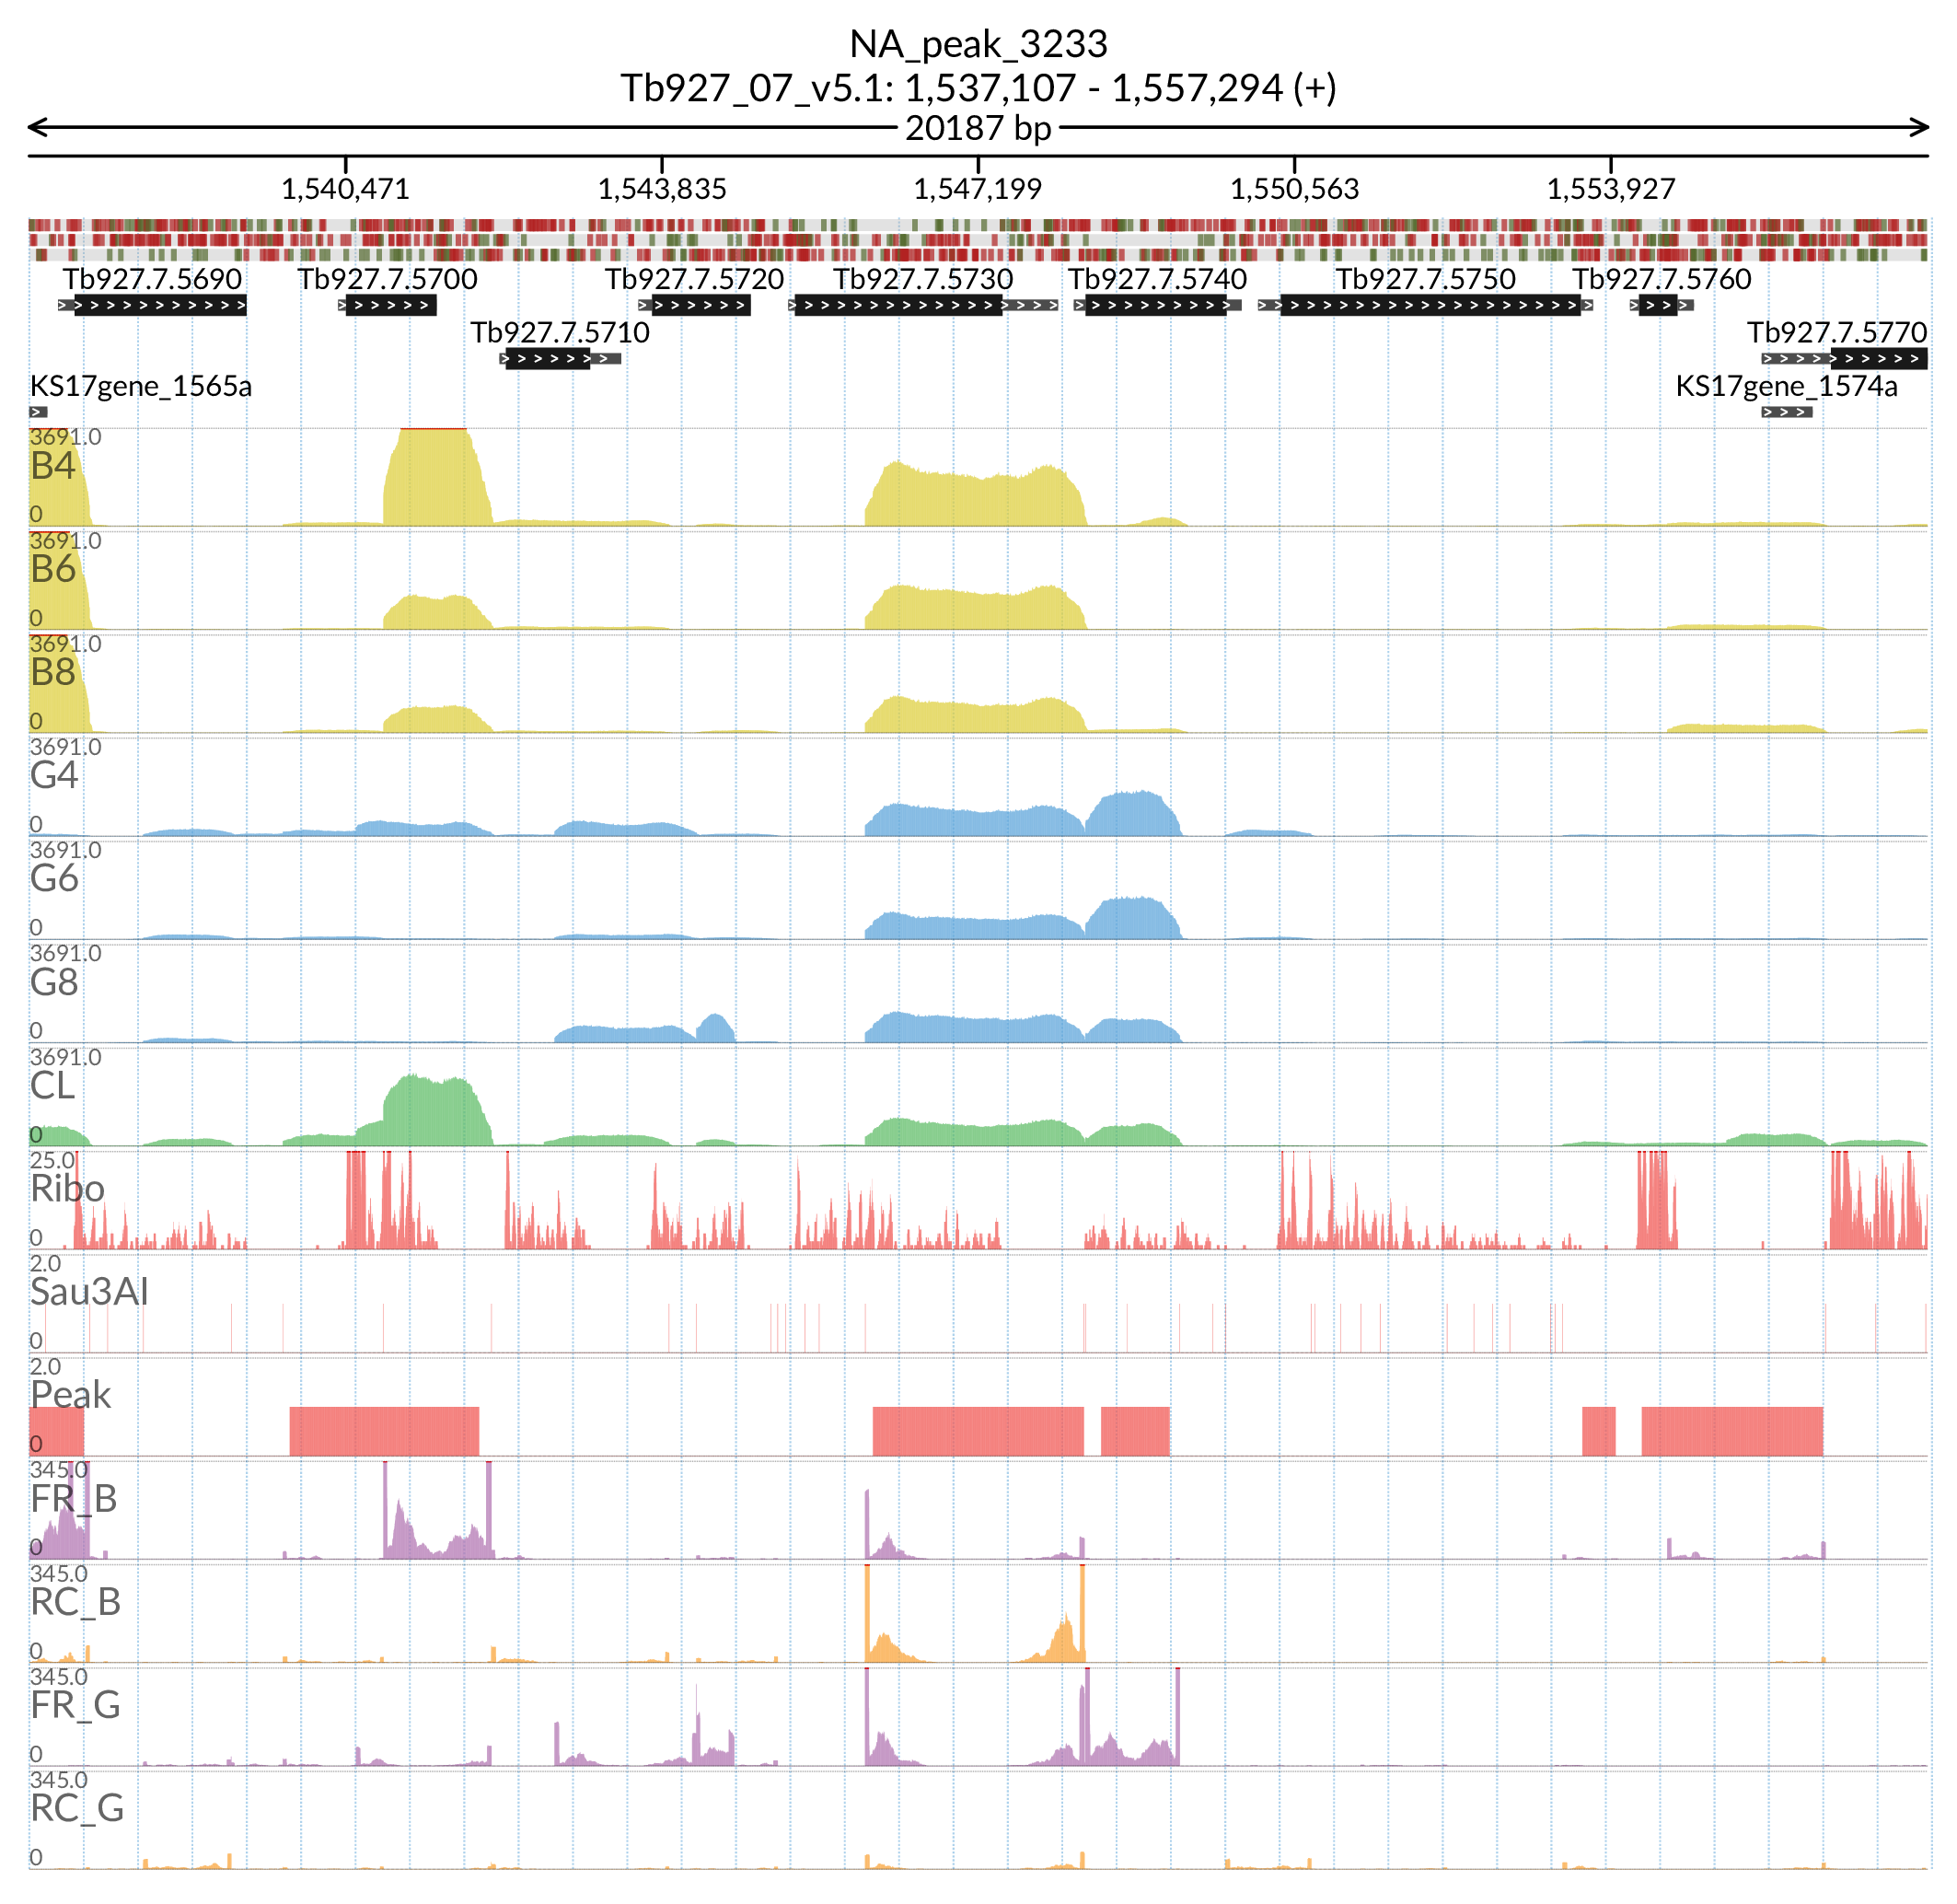 NA_peak_3233
Tb927_07_v5.1: 1,537,107 - 1,557,294 (+)
20187 bp
1,540,471 1,543,835 1,547,199 1,550,563 1,553,927
Tb927.7.5690 Tb927.7.5700 Tb927.7.5720 Tb927.7.5730 Tb927.7.5740 Tb927.7.5750 Tb927.7.5760
Tb927.7.5710 Tb927.7.5770
KS17gene_1565a KS17gene_1574a
3691.0
B4
0
3691.0
B6
0
3691.0
B8
0
3691.0
G4
0
3691.0
G6
0
3691.0
G8
0
3691.0
CL
0
25.0
Ribo
0
2.0
Sau3AI
0
2.0
Peak
0
345.0
FR_B
0
345.0
RC_B
0
345.0
FR_G
0
345.0
RC_G
0